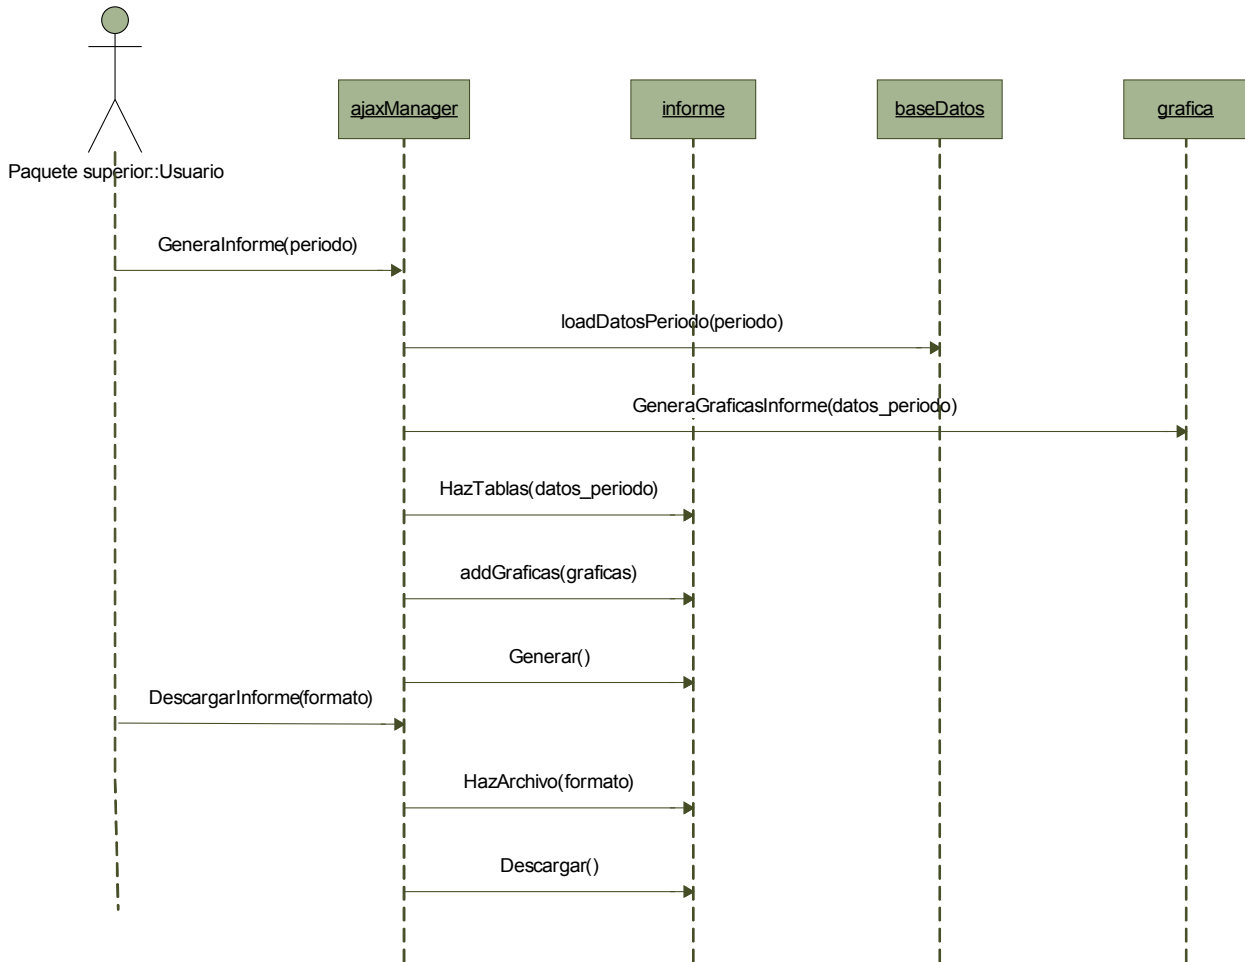 ajaxManager
informe
baseDatos
grafica
Paquete superior::Usuario
GeneraInforme(periodo)
loadDatosPeriodo(periodo)
GeneraGraficasInforme(datos_periodo)
HazTablas(datos_periodo)
addGraficas(graficas)
Generar()
DescargarInforme(formato)
HazArchivo(formato)
Descargar()